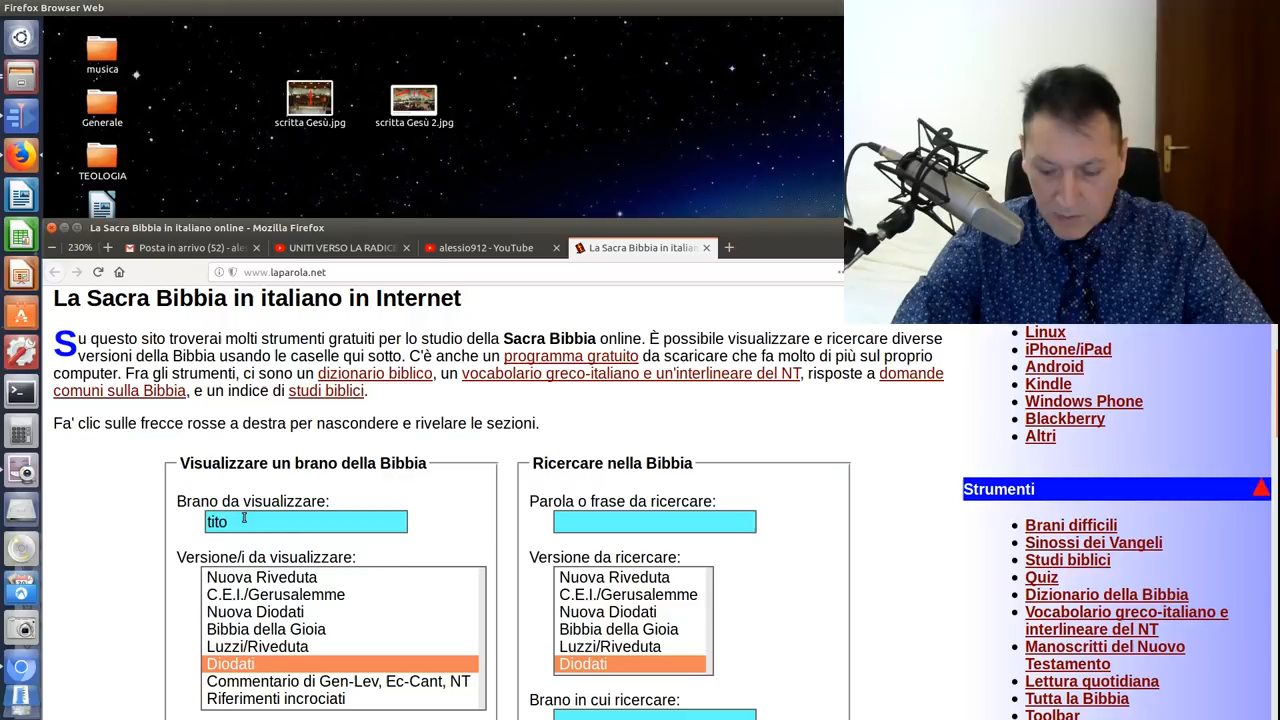 Firefox Browser Web
musica
Generale
TEOLOGIA
scritta Gesù.jpg
scritta Gesù 2.jpg
La Sacra Bibbia in italiano online - Mozilla Firefox
230%
Posta in arrivo (52) - ales
UNITI VERSO LA RADICE
alessio912 - YouTube
La Sacra Bibbia in italian
www.laparola.net
La Sacra Bibbia in italiano in Internet
Su questo sito troverai molti strumenti gratuiti per lo studio della Sacra Bibbia online. È possibile visualizzare e ricercare diverse
versioni della Bibbia usando le caselle qui sotto. C'è anche un programma gratuito da scaricare che fa molto di più sul proprio
computer. Fra gli strumenti, ci sono un dizionario biblico, un vocabolario greco-italiano e un'interlineare del NT, risposte a domande
comuni sulla Bibbia, e un indice di studi biblici.
Fa' clic sulle frecce rosse a destra per nascondere e rivelare le sezioni.
Visualizzare un brano della Bibbia
Brano da visualizzare:
tito
Versione/i da visualizzare:
Nuova Riveduta
C.E.I./Gerusalemme
Nuova Diodati
Bibbia della Gioia
Luzzi/Riveduta
Diodati
Commentario di Gen-Lev, Ec-Cant, NT
Riferimenti incrociati
Ricercare nella Bibbia
Parola o frase da ricercare:
Versione da ricercare:
Nuova Riveduta
C.E.I./Gerusalemme
Nuova Diodati
Bibbia della Gioia
Luzzi/Riveduta
Diodati
Brano in cui ricercare:
Linux
iPhone/iPad
Android
Kindle
Windows Phone
Blackberry
Altri
Strumenti
Brani difficili
Sinossi dei Vangeli
Studi biblici
Quiz
Dizionario della Bibbia
Vocabolario greco-italiano e
interlineare del NT
Manoscritti del Nuovo
Testamento
Lettura quotidiana
Tutta la Bibbia
Toolbar